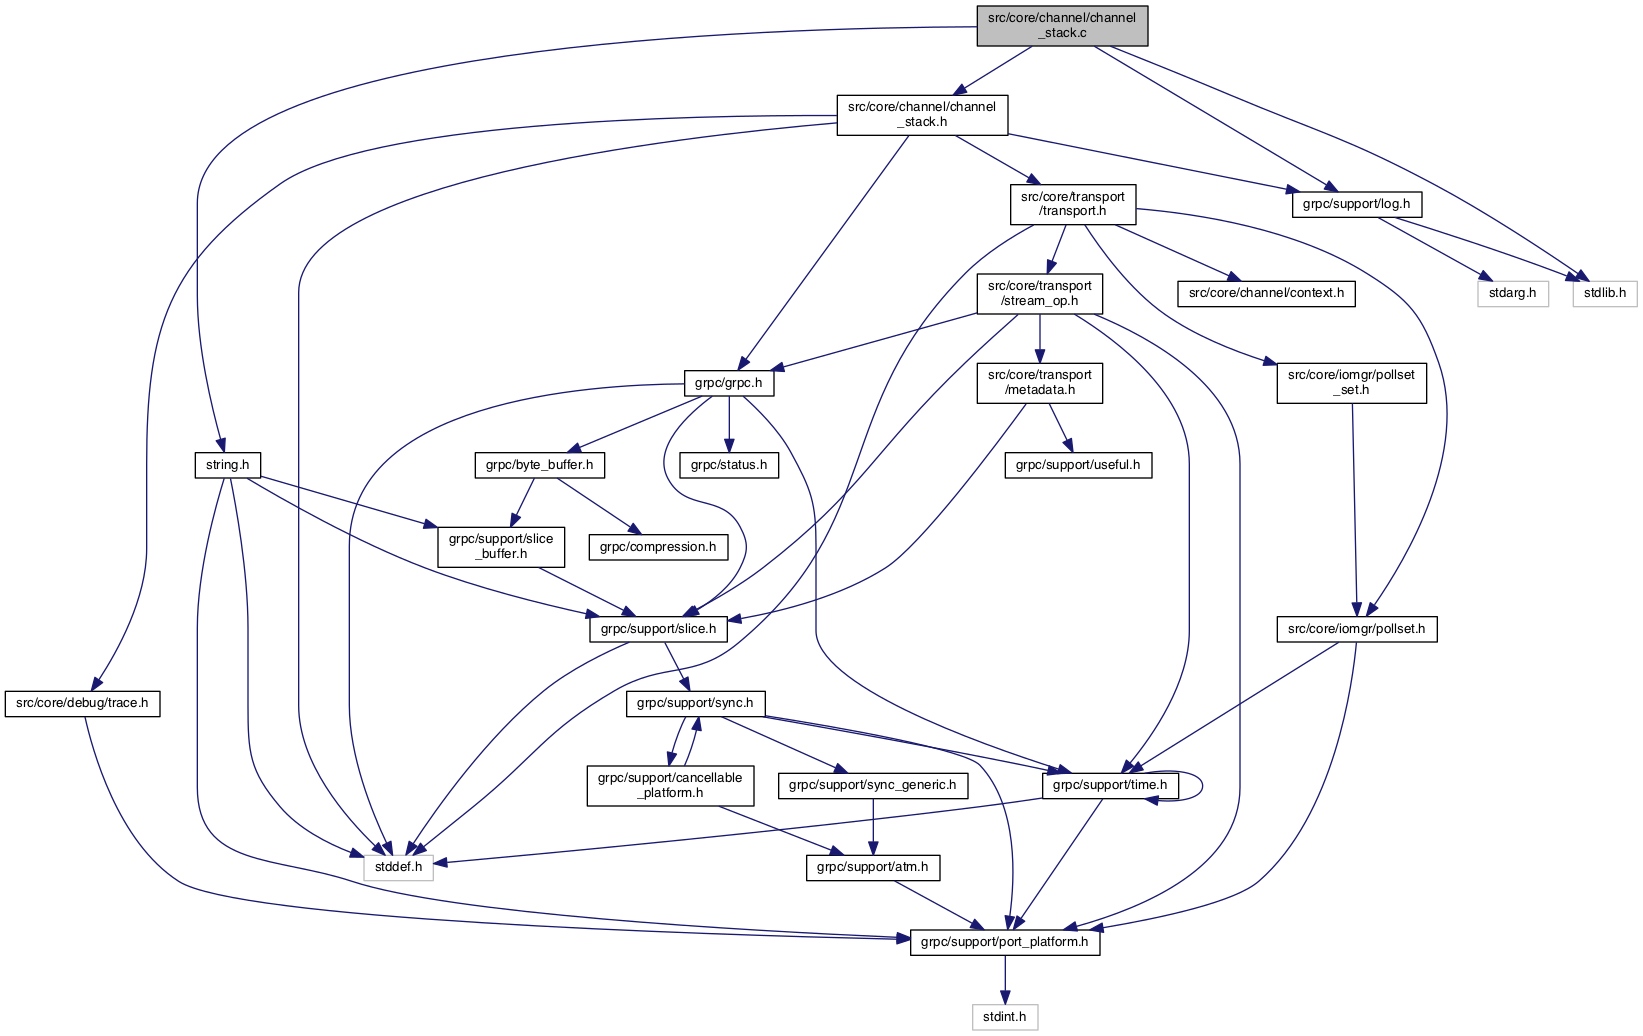 src/core/channel/channel
_stack.c
src/core/channel/channel
_stack.h
src/core/transport
/transport.h
grpc/support/log.h
src/core/transport
/stream_op.h
src/core/channel/context.h
stdarg.h
stdlib.h
grpc/grpc.h
src/core/transport
/metadata.h
src/core/iomgr/pollset
_set.h
string.h
grpc/byte_buffer.h
grpc/status.h
grpc/support/useful.h
grpc/support/slice
_buffer.h
grpc/compression.h
grpc/support/slice.h
src/core/iomgr/pollset.h
src/core/debug/trace.h
grpc/support/sync.h
grpc/support/cancellable
_platform.h
grpc/support/sync_generic.h
grpc/support/time.h
stddef.h
grpc/support/atm.h
grpc/support/port_platform.h
stdint.h